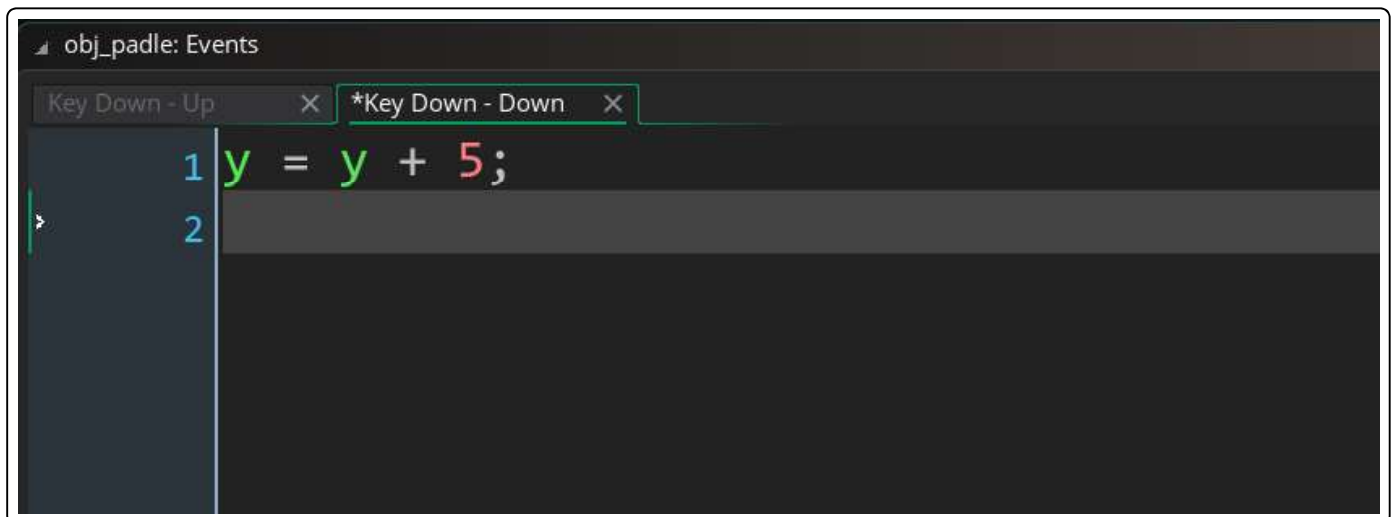 obj_padle: Events
Key Down - Up
*Key Down - Down
1 y = y + 5;
2